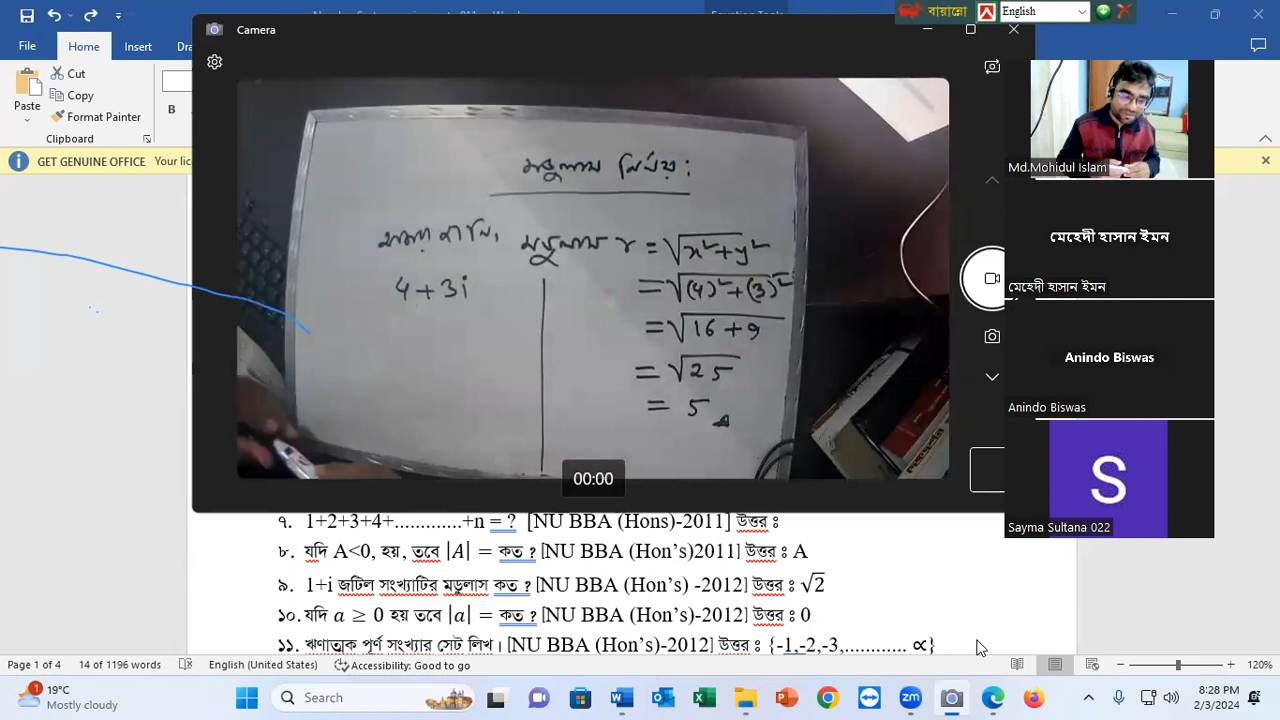 বায়ান্নো English
File Home Insert Dra
Camera
Cut
Copy
Format Painter
Paste
B
Clipboard
GET GENUINE OFFICE Your lic
মডুলাস নির্ণয়:
মডুলাস r = √x²+y²
4+3i
= √(4)²+(3)²
= √16+9
= √25
= 5
00:00
Md.Mohidul Islam
মেহেদী হাসান ইমন
মেহেদী হাসান ইমন
Anindo Biswas
Anindo Biswas
S
Sayma Sultana 022
৭. 1+2+3+4+.............+n = ? [NU BBA (Hons)-2011] উত্তর ঃ
৮. যদি A<0, হয়, তবে |A| = কত ? [NU BBA (Hon's)2011] উত্তর ঃ A
৯. 1+i জটিল সংখ্যাটির মডুলাস কত ? [NU BBA (Hon's) -2012] উত্তর ঃ √2
১০. যদি a ≥ 0 হয় তবে |a| = কত ? [NU BBA (Hon's)-2012] উত্তর ঃ 0
১১. ঋণাত্মক পূর্ণ সংখ্যার সেট লিখ। [NU BBA (Hon's)-2012] উত্তর ঃ {-1,-2,-3,............ ∝}
Page 1 of 4 14 of 1196 words English (United States) Accessibility: Good to go 120%
1 19°C
Mostly cloudy
Search
zm
8:28 PM
2/3/2024